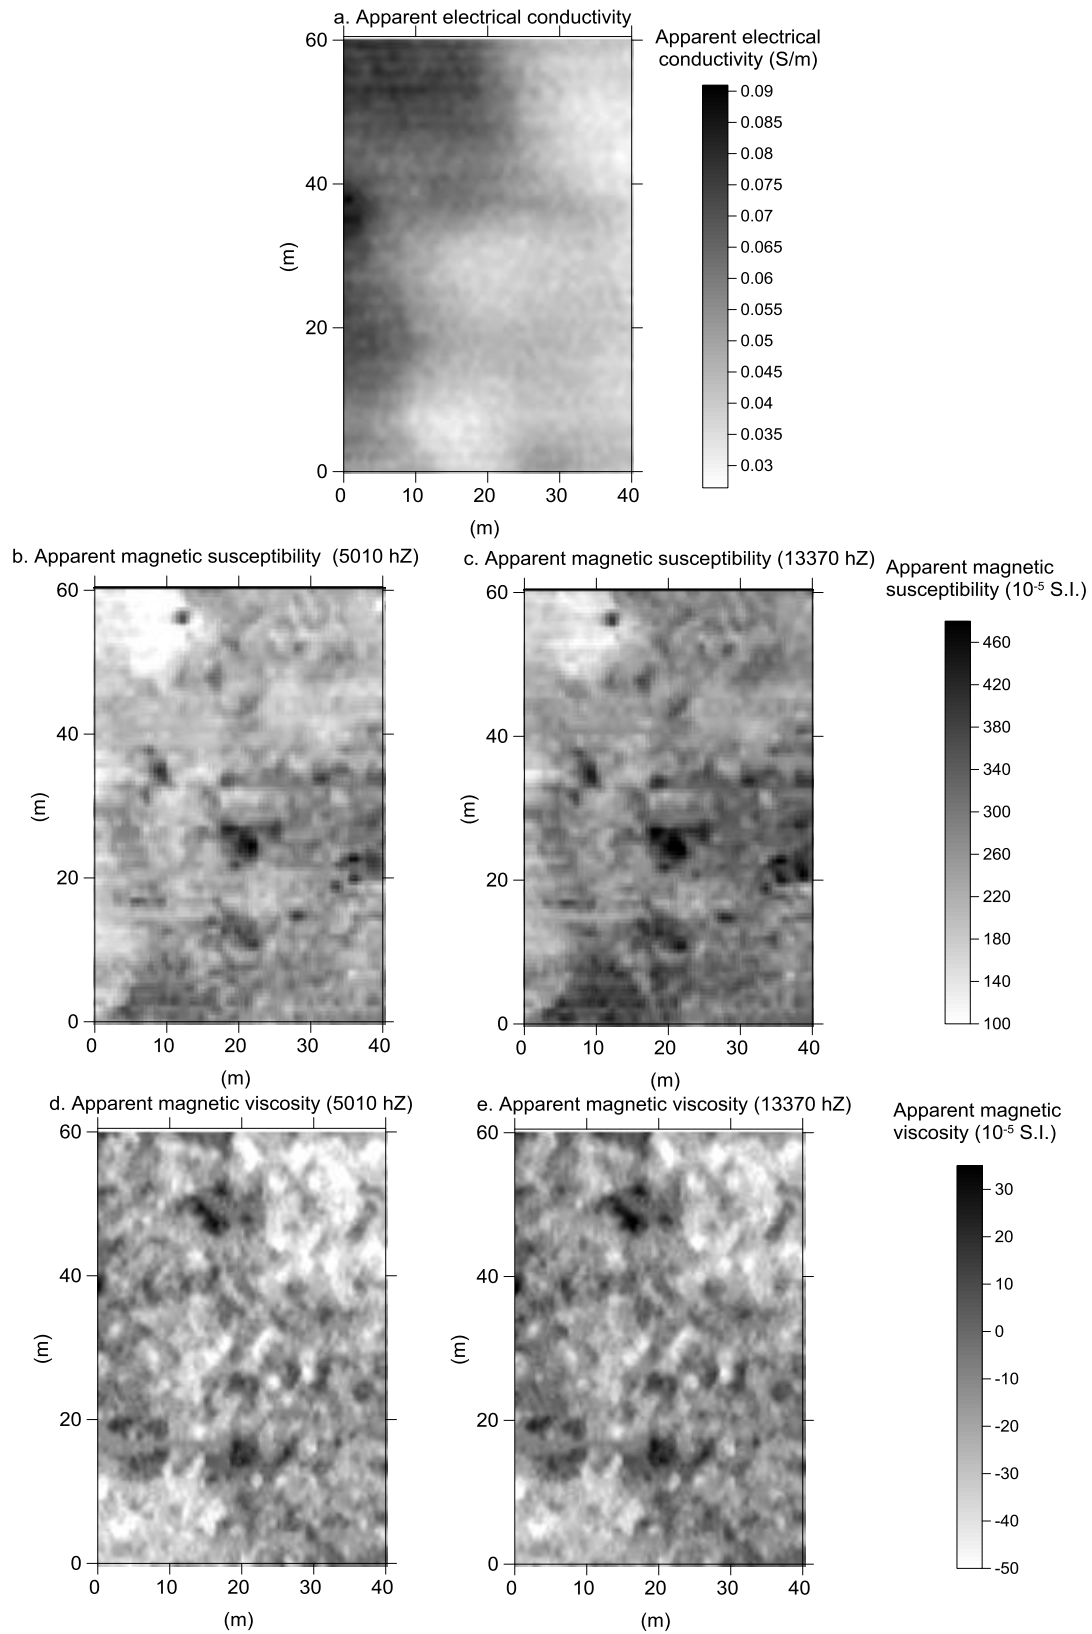 a. Apparent electrical conductivity
Apparent electrical
conductivity (S/m)
60
40
20
0
(m)
0 10 20 30 40
(m)
0.09
0.085
0.08
0.075
0.07
0.065
0.06
0.055
0.05
0.045
0.04
0.035
0.03
b. Apparent magnetic susceptibility (5010 hZ)
60
40
20
0
(m)
0 10 20 30 40
(m)
c. Apparent magnetic susceptibility (13370 hZ)
60
40
20
0
(m)
0 10 20 30 40
(m)
Apparent magnetic
susceptibility (10⁻⁵ S.I.)
460
420
380
340
300
260
220
180
140
100
d. Apparent magnetic viscosity (5010 hZ)
60
40
20
0
(m)
0 10 20 30 40
(m)
e. Apparent magnetic viscosity (13370 hZ)
60
40
20
0
(m)
0 10 20 30 40
(m)
Apparent magnetic
viscosity (10⁻⁵ S.I.)
30
20
10
0
-10
-20
-30
-40
-50